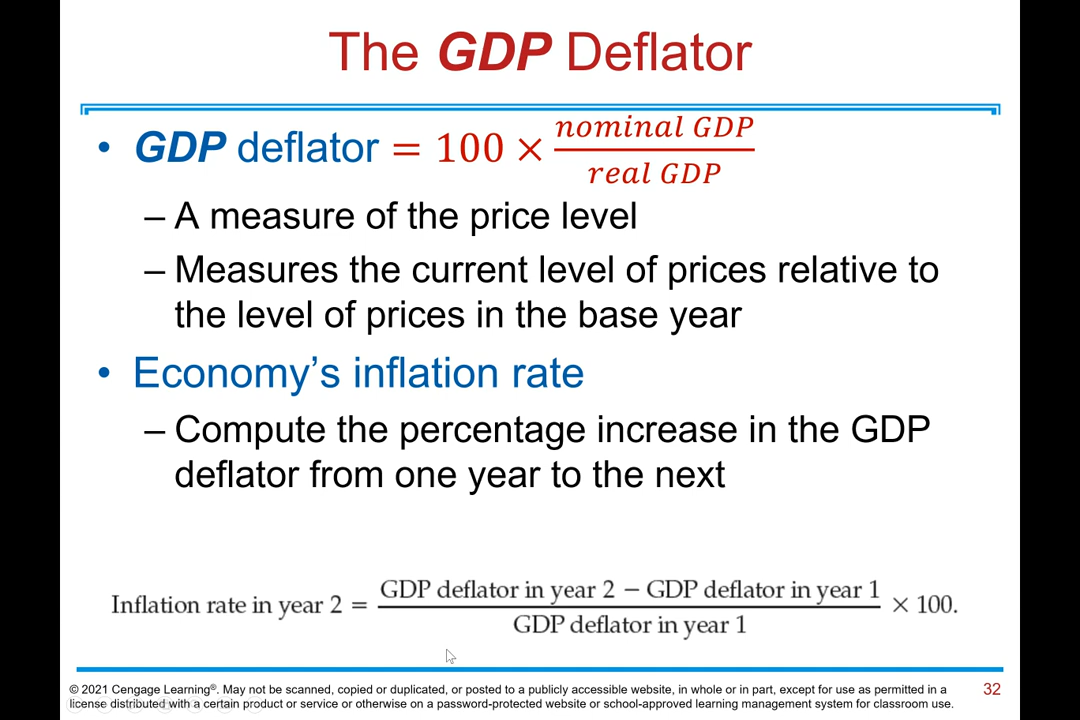 The GDP Deflator
• GDP deflator = 100 × nominal GDP / real GDP
– A measure of the price level
– Measures the current level of prices relative to
the level of prices in the base year
• Economy’s inflation rate
– Compute the percentage increase in the GDP
deflator from one year to the next
Inflation rate in year 2 = GDP deflator in year 2 − GDP deflator in year 1 / GDP deflator in year 1 × 100.
© 2021 Cengage Learning®. May not be scanned, copied or duplicated, or posted to a publicly accessible website, in whole or in part, except for use as permitted in a
license distributed with a certain product or service or otherwise on a password-protected website or school-approved learning management system for classroom use.
32